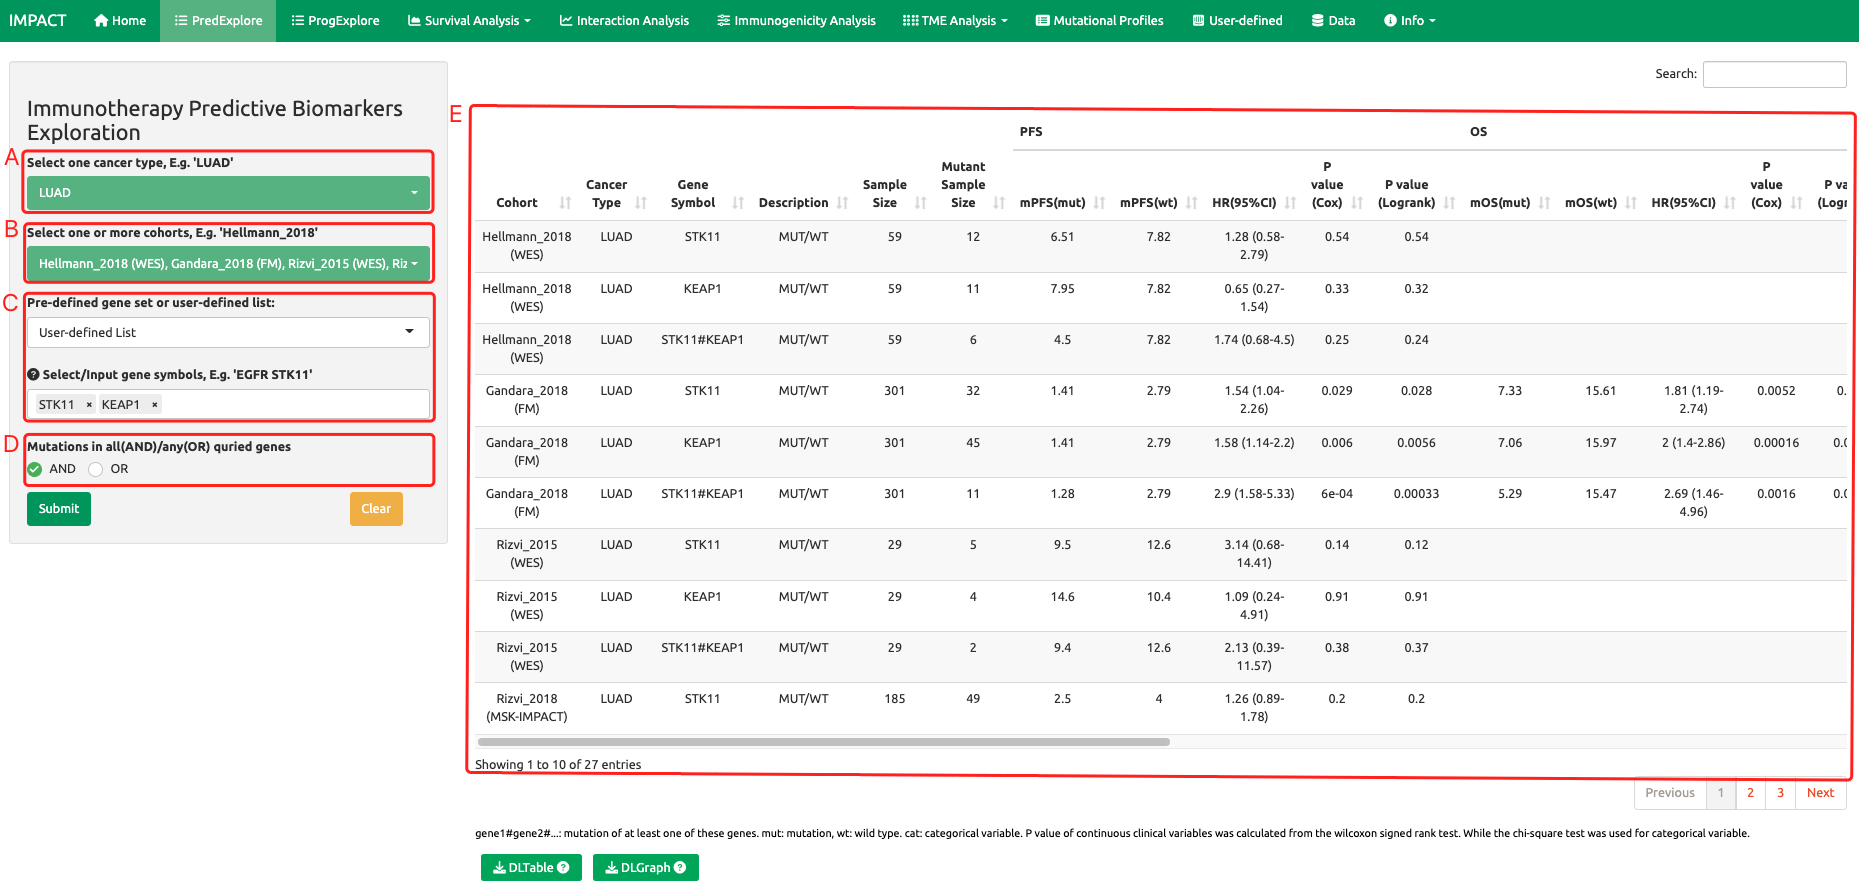 IMPACT Home PredExplore ProgExplore Survival Analysis Interaction Analysis Immunogenicity Analysis TME Analysis Mutational Profiles User-defined Data Info
Search:
Immunotherapy Predictive Biomarkers
Exploration
A
Select one cancer type, E.g. 'LUAD'
LUAD
B
Select one or more cohorts, E.g. 'Hellmann_2018'
Hellmann_2018 (WES), Gandara_2018 (FM), Rizvi_2015 (WES), Riz
C
Pre-defined gene set or user-defined list:
User-defined List
Select/Input gene symbols, E.g. 'EGFR STK11'
STK11 × KEAP1 ×
D
Mutations in all(AND)/any(OR) quried genes
AND OR
Submit Clear
E
PFS OS
Cohort Cancer Type Gene Symbol Description Sample Size Mutant Sample Size mPFS(mut) mPFS(wt) HR(95%CI) P value (Cox) P value (Logrank) mOS(mut) mOS(wt) HR(95%CI) P value (Cox)
Hellmann_2018 LUAD STK11 MUT/WT 59 12 6.51 7.82 1.28 (0.58- 0.54 0.54
(WES) 2.79)
Hellmann_2018 LUAD KEAP1 MUT/WT 59 11 7.95 7.82 0.65 (0.27- 0.33 0.32
(WES) 1.54)
Hellmann_2018 LUAD STK11#KEAP1 MUT/WT 59 6 4.5 7.82 1.74 (0.68-4.5) 0.25 0.24
(WES)
Gandara_2018 LUAD STK11 MUT/WT 301 32 1.41 2.79 1.54 (1.04- 0.029 0.028 7.33 15.61 1.81 (1.19- 0.0052 0.
(FM) 2.26) 2.74)
Gandara_2018 LUAD KEAP1 MUT/WT 301 45 1.41 2.79 1.58 (1.14-2.2) 0.006 0.0056 7.06 15.97 2 (1.4-2.86) 0.00016
(FM)
Gandara_2018 LUAD STK11#KEAP1 MUT/WT 301 11 1.28 2.79 2.9 (1.58-5.33) 6e-04 0.00033 5.29 15.47 2.69 (1.46- 0.0016
(FM) 4.96)
Rizvi_2015 LUAD STK11 MUT/WT 29 5 9.5 12.6 3.14 (0.68- 0.14 0.12
(WES) 14.41)
Rizvi_2015 LUAD KEAP1 MUT/WT 29 4 14.6 10.4 1.09 (0.24- 0.91 0.91
(WES) 4.91)
Rizvi_2015 LUAD STK11#KEAP1 MUT/WT 29 2 9.4 12.6 2.13 (0.39- 0.38 0.37
(WES) 11.57)
Rizvi_2018 LUAD STK11 MUT/WT 185 49 2.5 4 1.26 (0.89- 0.2 0.2
(MSK-IMPACT) 1.78)
Showing 1 to 10 of 27 entries
Previous 1 2 3 Next
gene1#gene2#...: mutation of at least one of these genes. mut: mutation, wt: wild type. cat: categorical variable. P value of continuous clinical variables was calculated from the wilcoxon signed rank test. While the chi-square test was used for categorical variable.
DLTable DLGraph